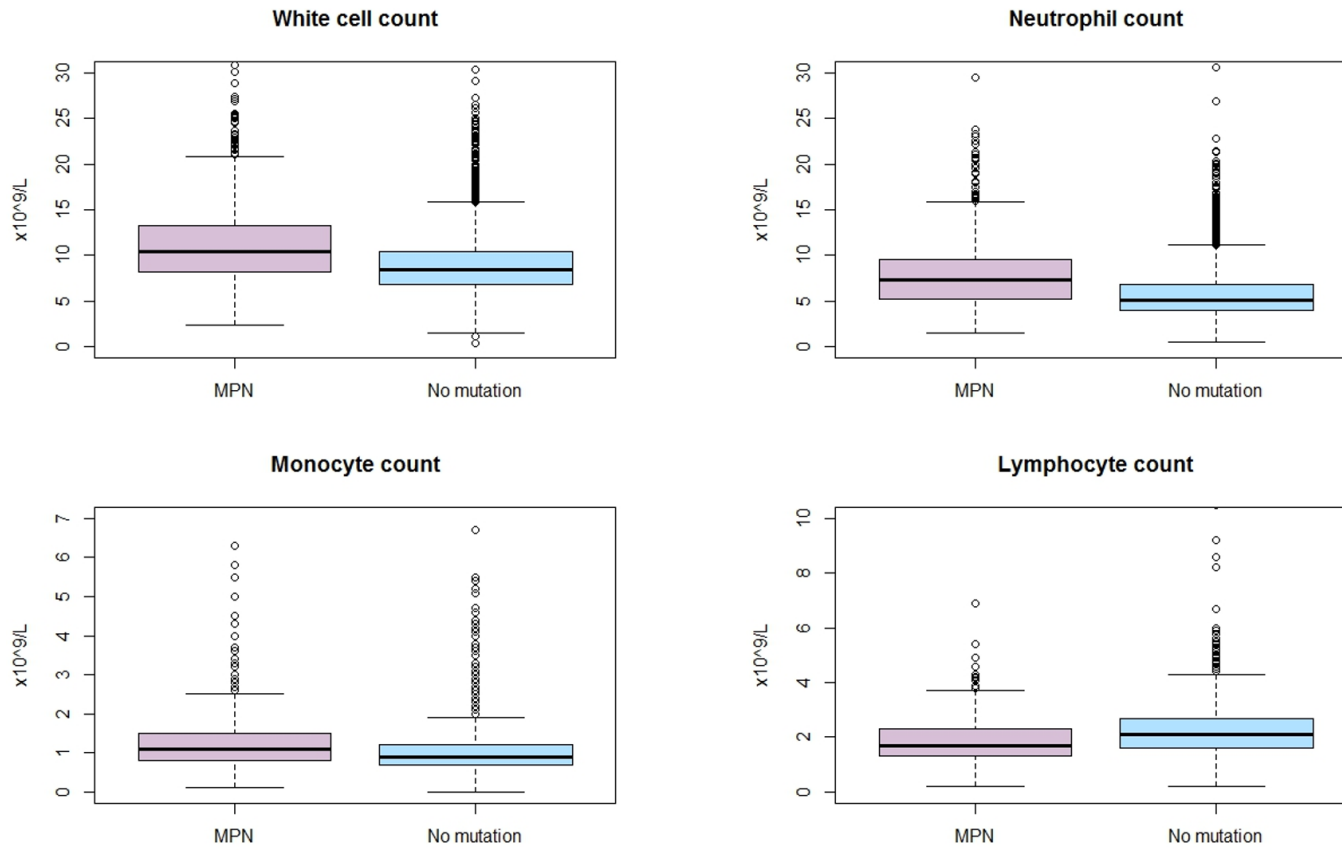 White cell count
x10^9/L
30
25
20
15
10
5
0
MPN No mutation
Neutrophil count
x10^9/L
30
25
20
15
10
5
0
MPN No mutation
Monocyte count
x10^9/L
7
6
5
4
3
2
1
0
MPN No mutation
Lymphocyte count
x10^9/L
10
8
6
4
2
0
MPN No mutation